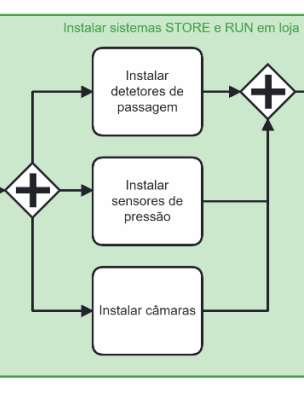 Instalar sistemas STORE e RUN em loja
Instalar
detetores de
passagem
Instalar
sensores de
pressão
Instalar câmaras